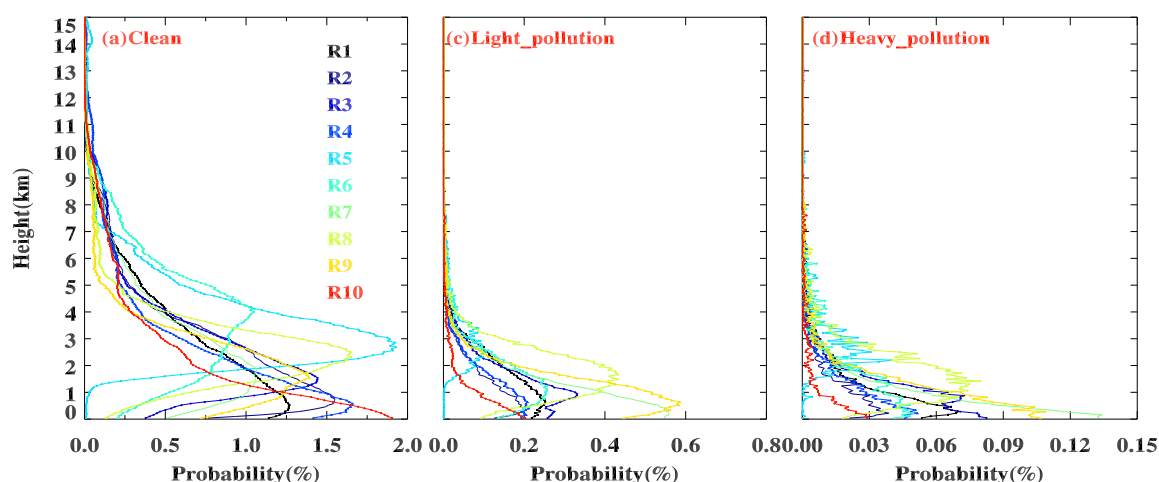 (a)Clean
(c)Light_pollution
(d)Heavy_pollution
R1
R2
R3
R4
R5
R6
R7
R8
R9
R10
Height(km)
15
14
13
12
11
10
9
8
7
6
5
4
3
2
1
0
0.0 0.5 1.0 1.5 2.0
0.0 0.2 0.4 0.6 0.8
0.00 0.03 0.06 0.09 0.12 0.15
Probability(%)
Probability(%)
Probability(%)